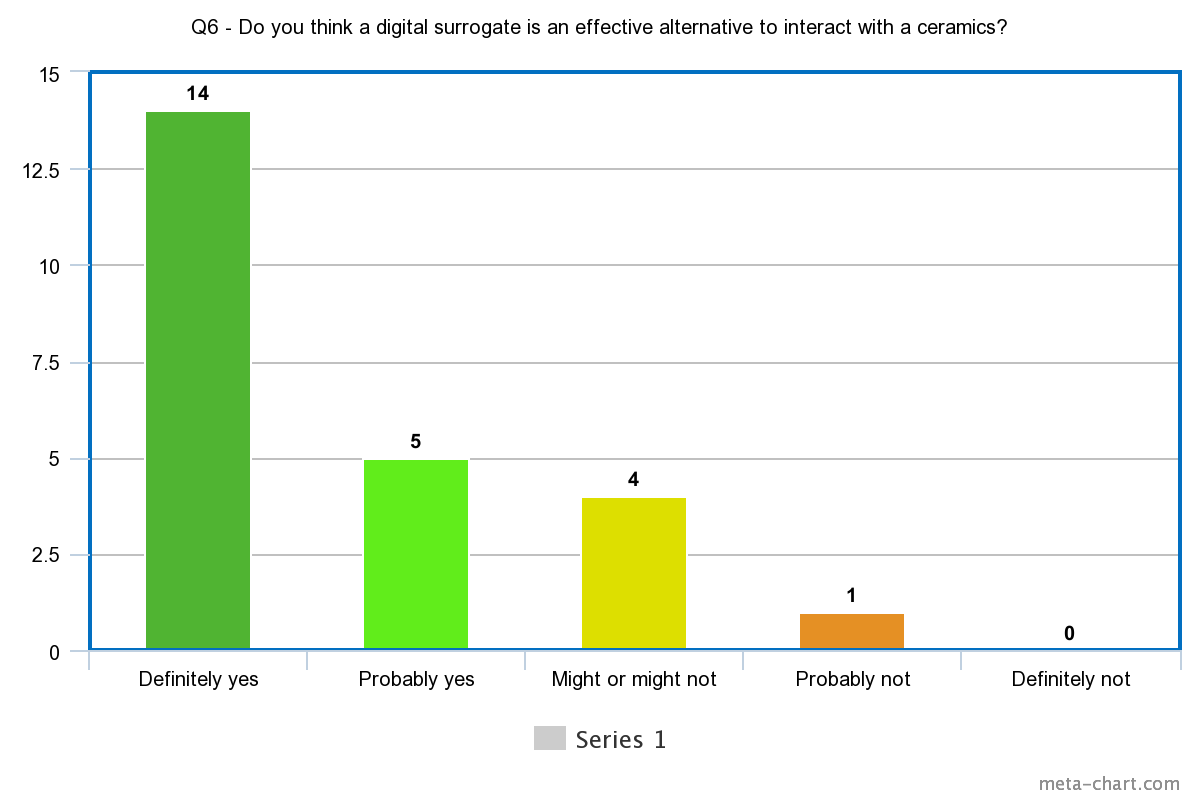 Q6 - Do you think a digital surrogate is an effective alternative to interact with a ceramics?
15
14
12.5
10
7.5
5
5
4
2.5
1
0
0
Definitely yes
Probably yes
Might or might not
Probably not
Definitely not
Series 1
meta-chart.com